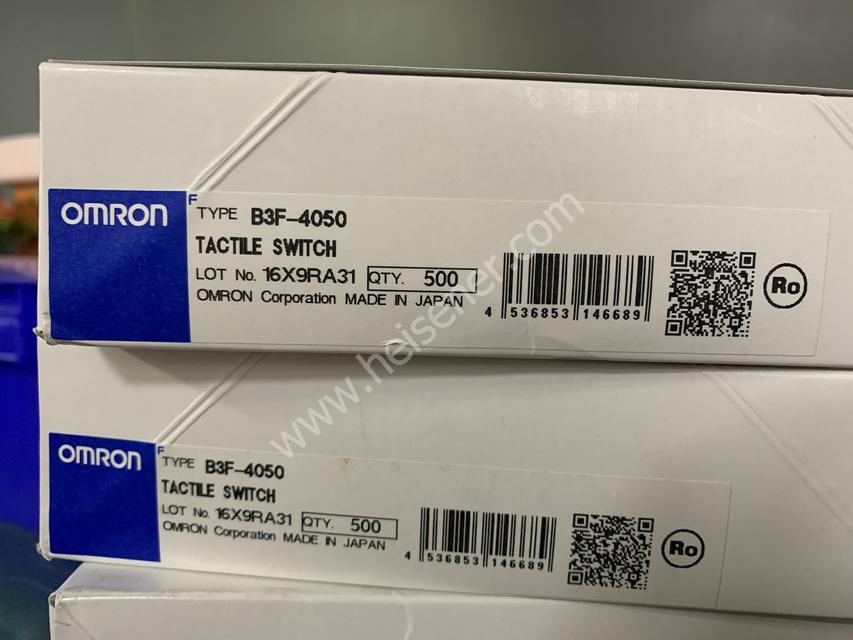 OMRON
F
TYPE B3F-4050
TACTILE SWITCH
LOT No. 16X9RA31 QTY. 500
OMRON Corporation MADE IN JAPAN
4 536853 146689
Ro
www.heisener.com
OMRON
F
TYPE B3F-4050
TACTILE SWITCH
LOT No. 16X9RA31 QTY. 500
OMRON Corporation MADE IN JAPAN
4 536853 146689
Ro